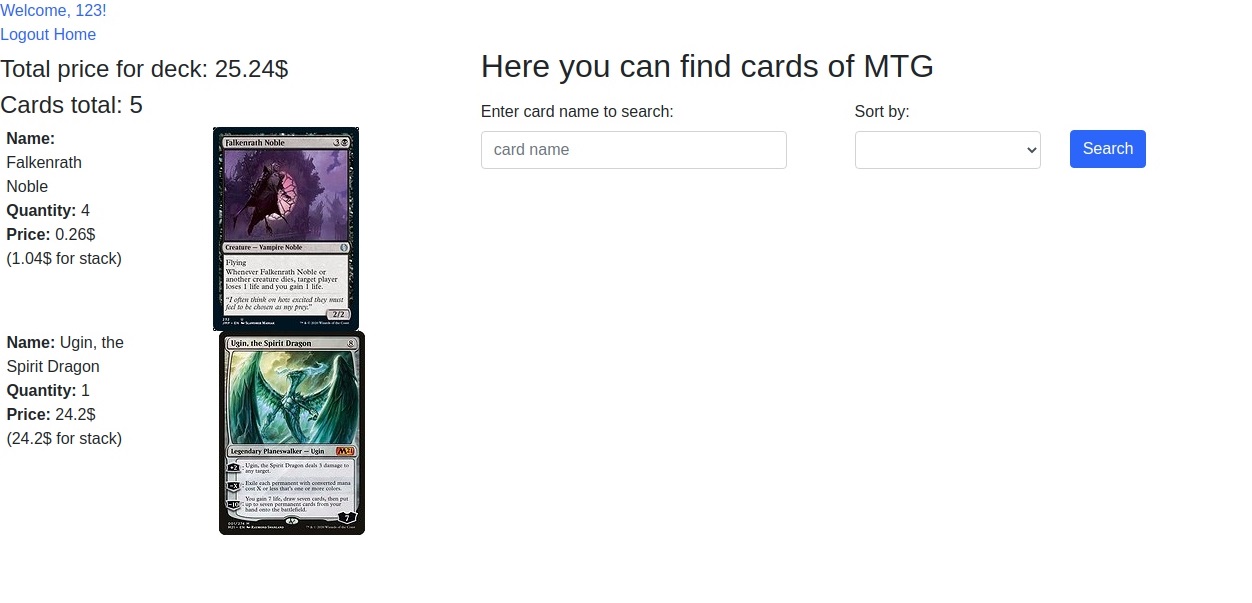 Welcome, 123!
Logout Home
Total price for deck: 25.24$
Cards total: 5
Name:
Falkenrath
Noble
Quantity: 4
Price: 0.26$
(1.04$ for stack)
Falkenrath Noble 3
Creature — Vampire Noble
Flying
Whenever Falkenrath Noble or
another creature dies, target player
loses 1 life and you gain 1 life.
"I often think on how excited they must
feel to be chosen as my prey."
2/2
Name: Ugin, the
Spirit Dragon
Quantity: 1
Price: 24.2$
(24.2$ for stack)
Ugin, the Spirit Dragon 8
Legendary Planeswalker — Ugin M21
+2: Ugin, the Spirit Dragon deals 3 damage to
any target.
−X: Exile each permanent with converted mana
cost X or less that's one or more colors.
−10: You gain 7 life, draw seven cards, then put
up to seven permanent cards from your
hand onto the battlefield.
7
Here you can find cards of MTG
Enter card name to search:
card name
Sort by:
Search